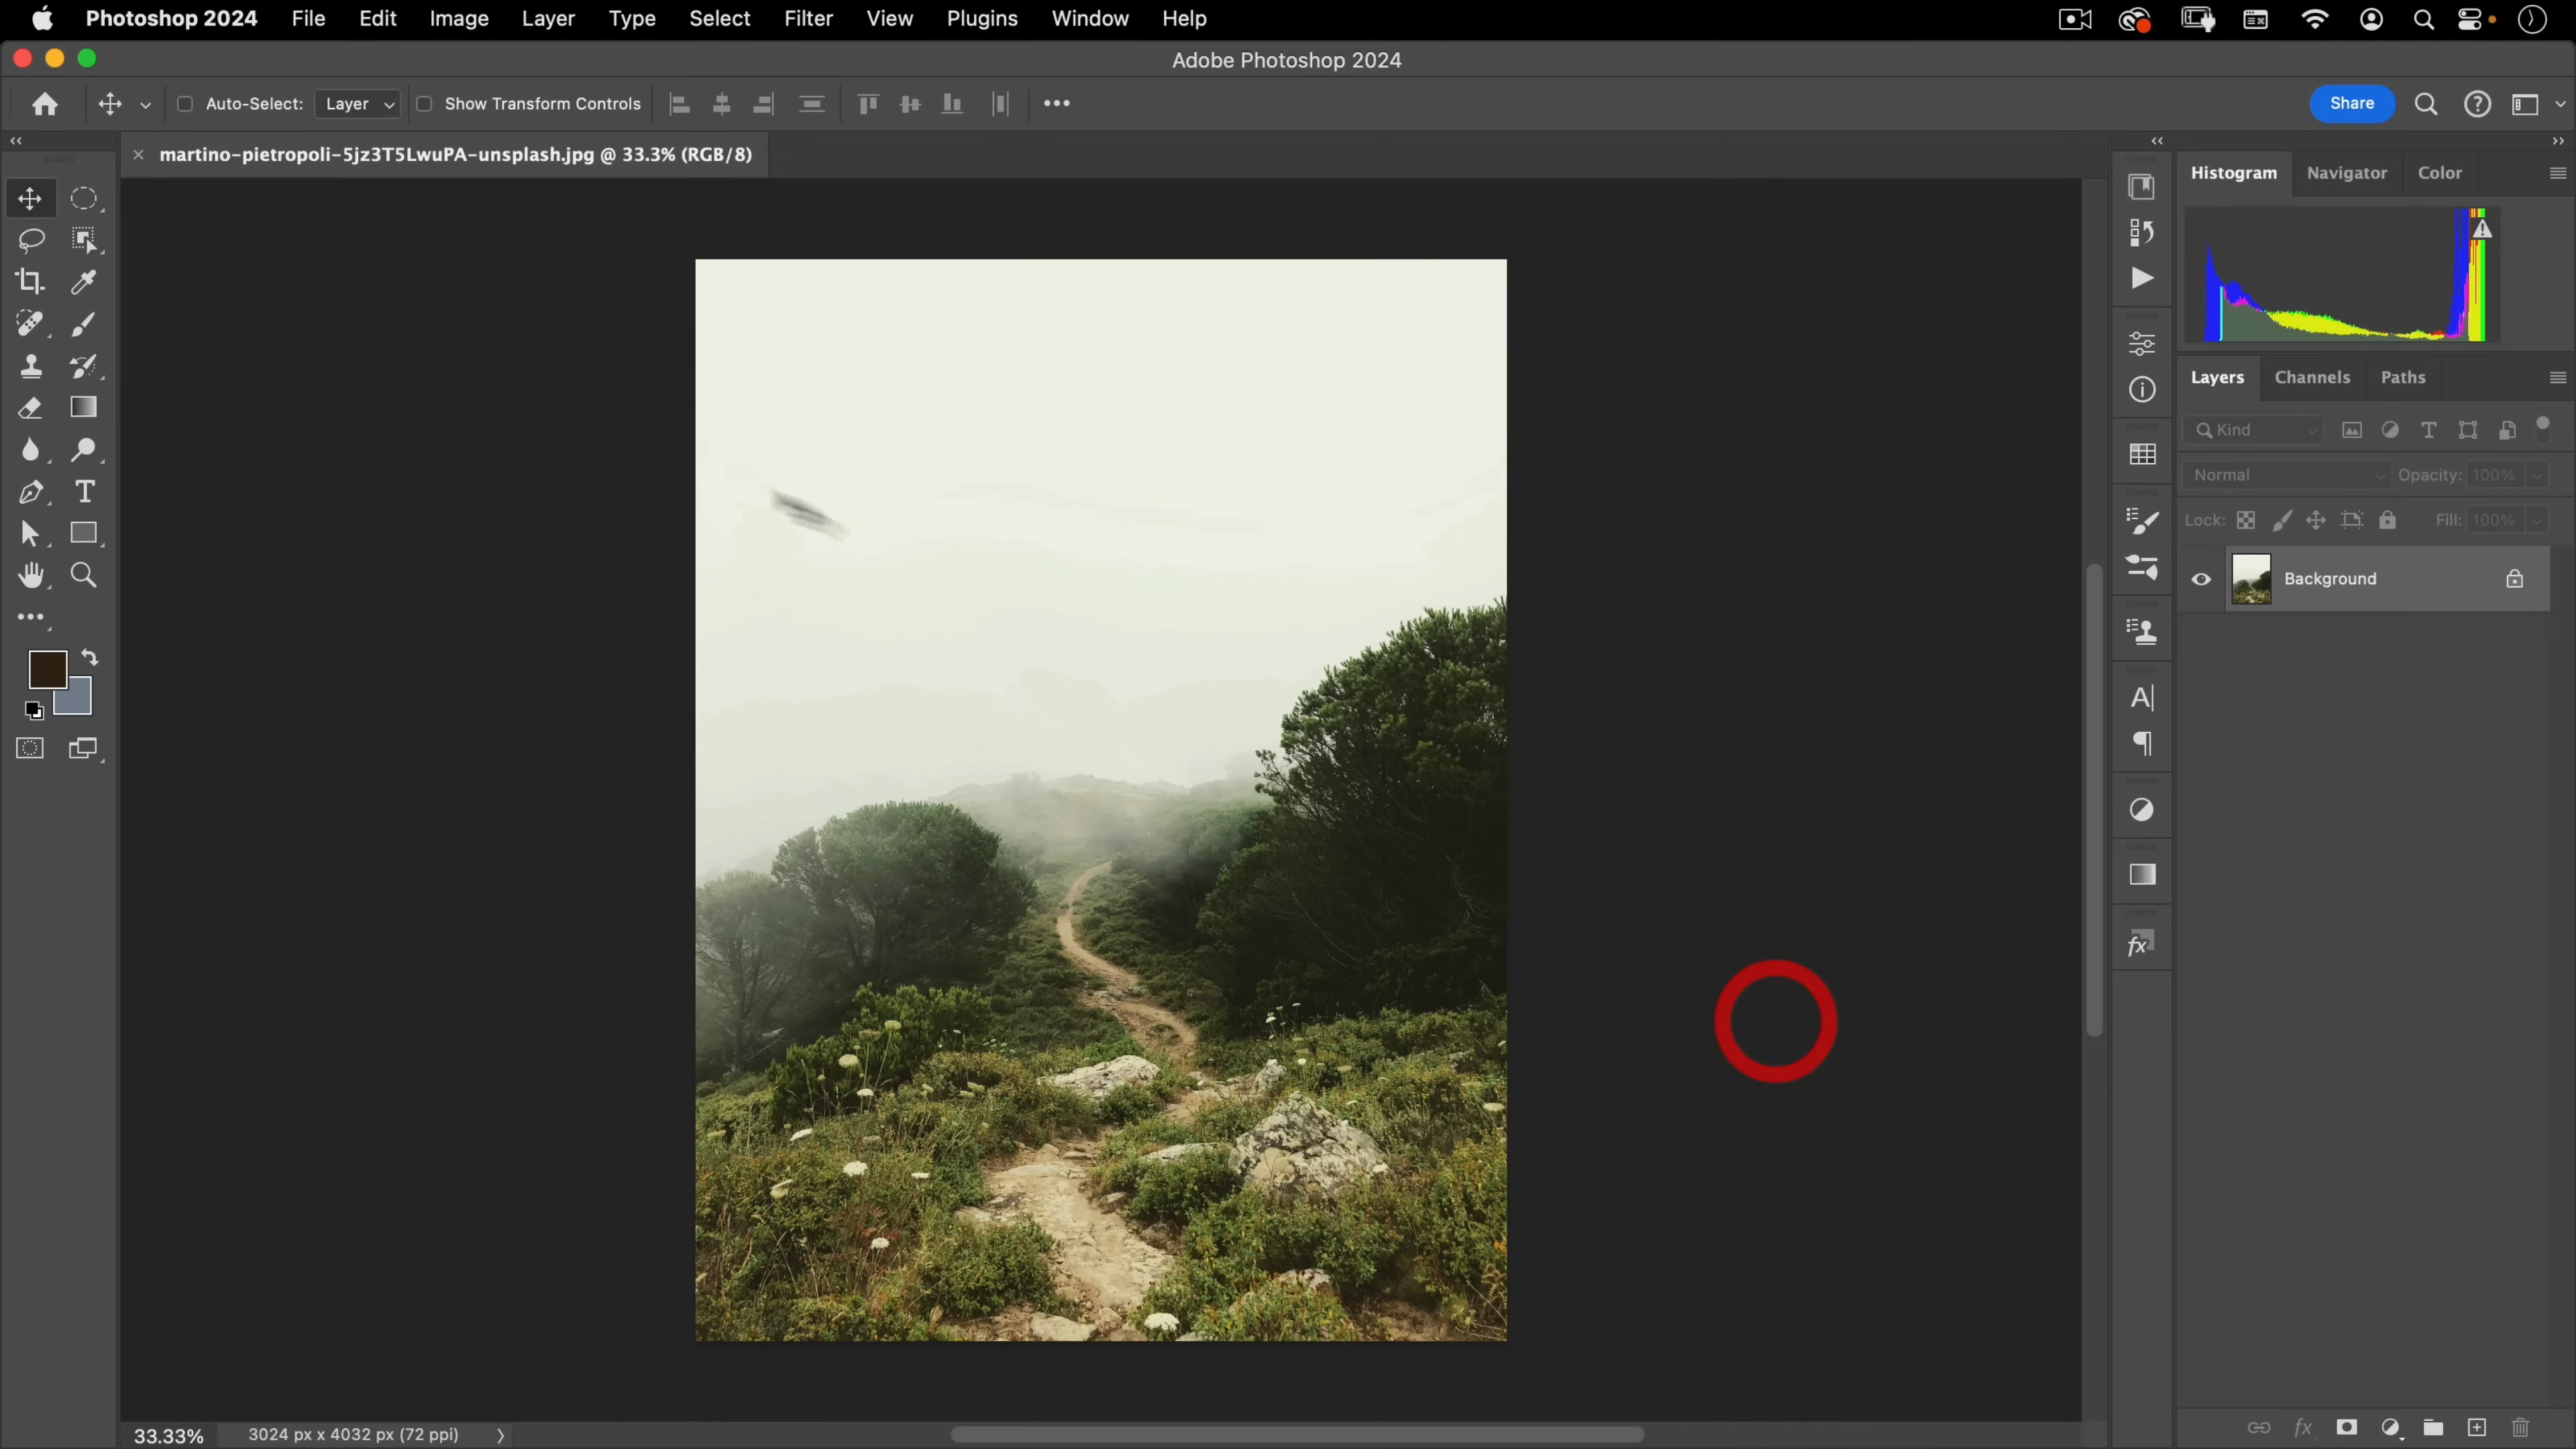 Photoshop 2024 File Edit Image Layer Type Select Filter View Plugins Window Help
Adobe Photoshop 2024
Auto-Select: Layer Show Transform Controls Share
martino-pietropoli-5jz3T5LwuPA-unsplash.jpg @ 33.3% (RGB/8)
Histogram Navigator Color
Layers Channels Paths
Kind
Normal Opacity: 100%
Lock: Fill: 100%
Background
33.33% 3024 px x 4032 px (72 ppi)